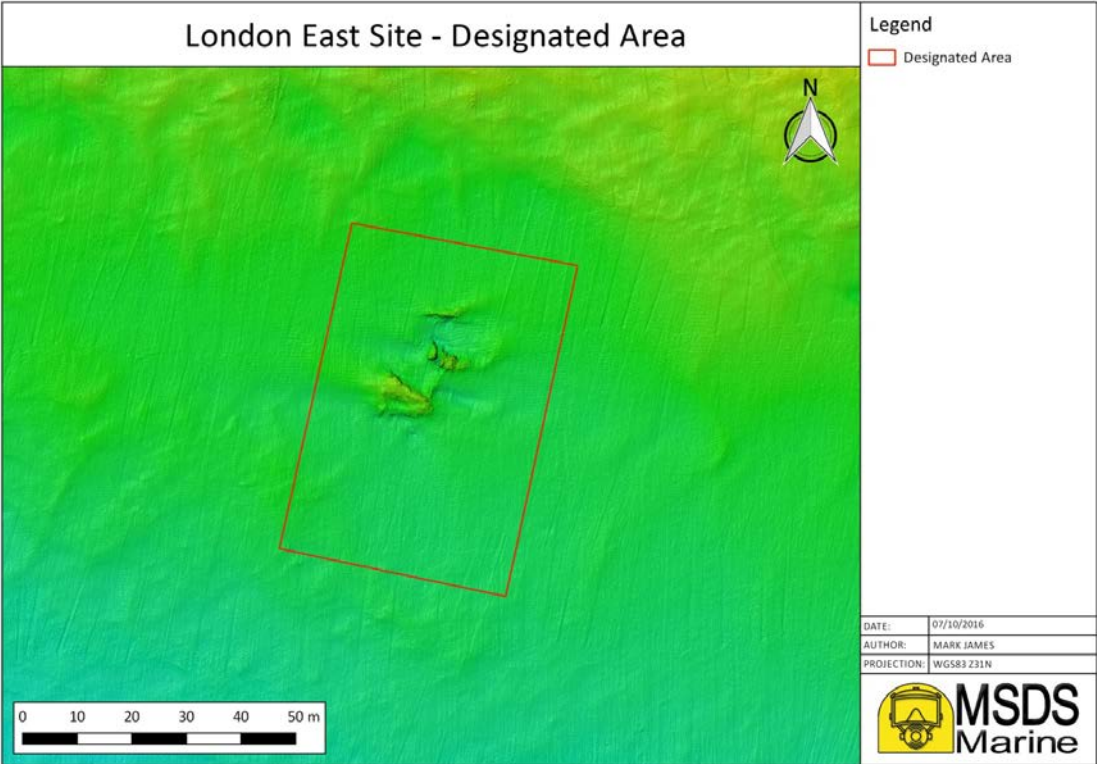 London East Site - Designated Area
Legend
Designated Area
N
0 10 20 30 40 50 m
DATE: 07/10/2016
AUTHOR: MARK JAMES
PROJECTION: WGS83 Z31N
MSDS
Marine